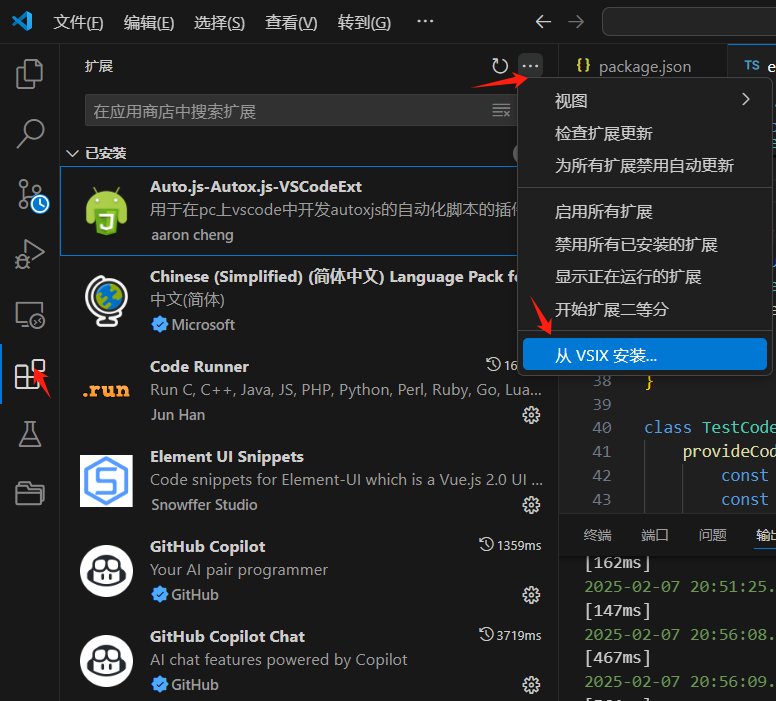 文件(F) 编辑(E) 选择(S) 查看(V) 转到(G) ···
扩展
package.json
TS e
在应用商店中搜索扩展
视图
检查扩展更新
为所有扩展禁用自动更新
启用所有扩展
禁用所有已安装的扩展
显示正在运行的扩展
开始扩展二等分
从 VSIX 安装...
已安装
Auto.js-Autox.js-VSCodeExt
用于在pc上vscode中开发autoxjs的自动化脚本的插件
aaron cheng
Chinese (Simplified) (简体中文) Language Pack fo
中文(简体)
Microsoft
Code Runner
16
Run C, C++, Java, JS, PHP, Python, Perl, Ruby, Go, Lua...
Jun Han
.run
Element UI Snippets
Code snippets for Element-UI which is a Vue.js 2.0 UI ...
Snowffer Studio
GitHub Copilot
1359ms
Your AI pair programmer
GitHub
GitHub Copilot Chat
3719ms
AI chat features powered by Copilot
GitHub
38 }
39
40 class TestCode
41 provideCod
42 const
43 const
终端 端口 问题 输出
[162ms]
2025-02-07 20:51:25.
[147ms]
2025-02-07 20:56:08.
[467ms]
2025-02-07 20:56:09.